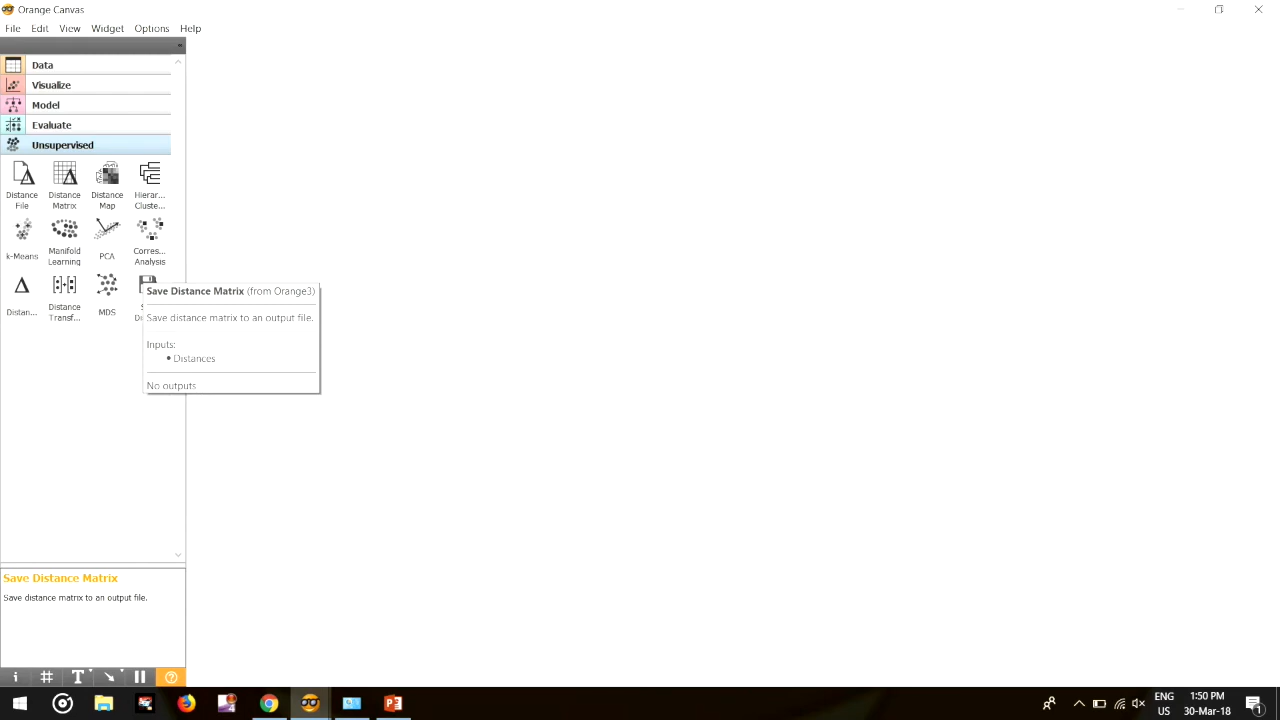 Orange Canvas
File Edit View Widget Options Help
Data
Visualize
Model
Evaluate
Unsupervised
Distance File
Distance Matrix
Distance Map
Hierar... Cluste...
k-Means
Manifold Learning
PCA
Corres... Analysis
Distan...
Distance Transf...
MDS
Save Distance Matrix (from Orange3)
Save distance matrix to an output file.
Inputs:
• Distances
No outputs
Save Distance Matrix
Save distance matrix to an output file.
ENG
US
1:50 PM
30-Mar-18
1